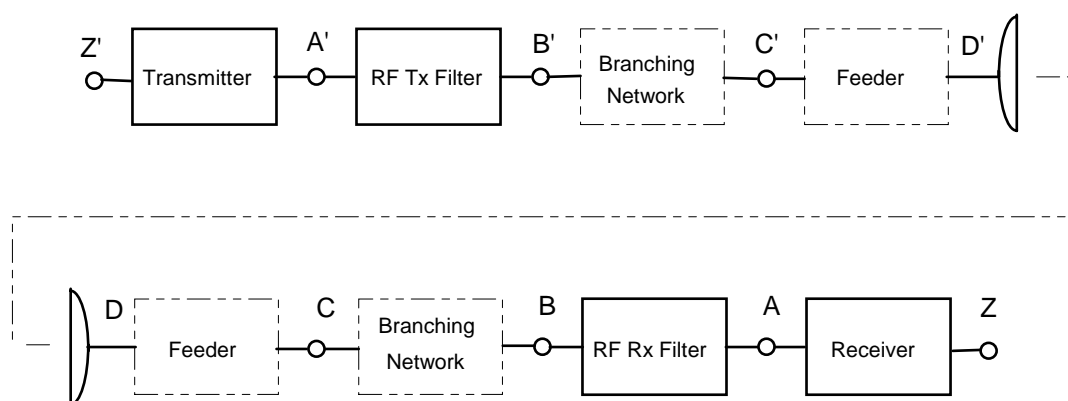 Z'
Transmitter
A'
RF Tx Filter
B'
Branching
Network
C'
Feeder
D'
D
Feeder
C
Branching
Network
B
RF Rx Filter
A
Receiver
Z